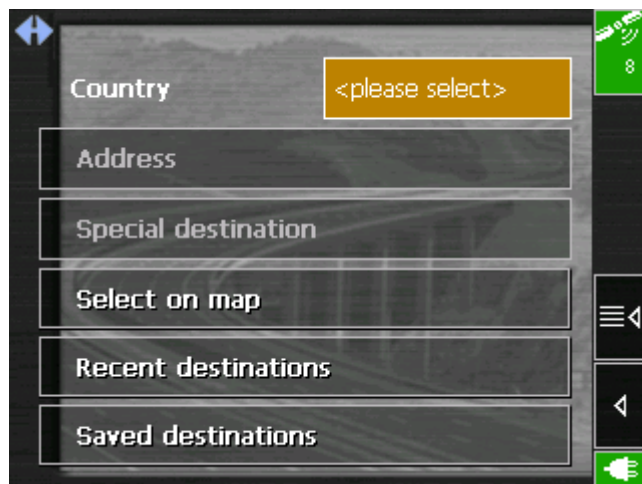 8
Country <please select>
Address
Special destination
Select on map
Recent destinations
Saved destinations